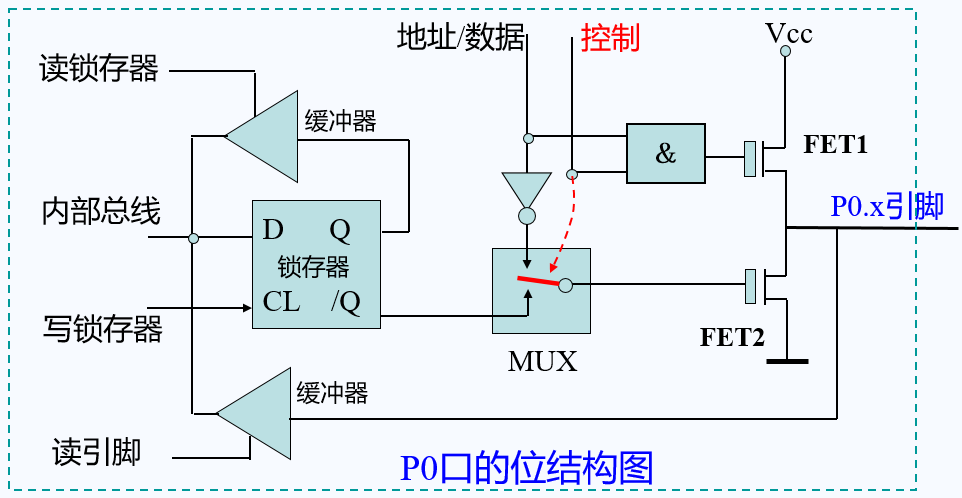 地址/数据
控制
Vcc
读锁存器
缓冲器
&
FET1
内部总线
D Q
P0.x引脚
锁存器
CL /Q
写锁存器
FET2
MUX
缓冲器
读引脚
P0口的位结构图